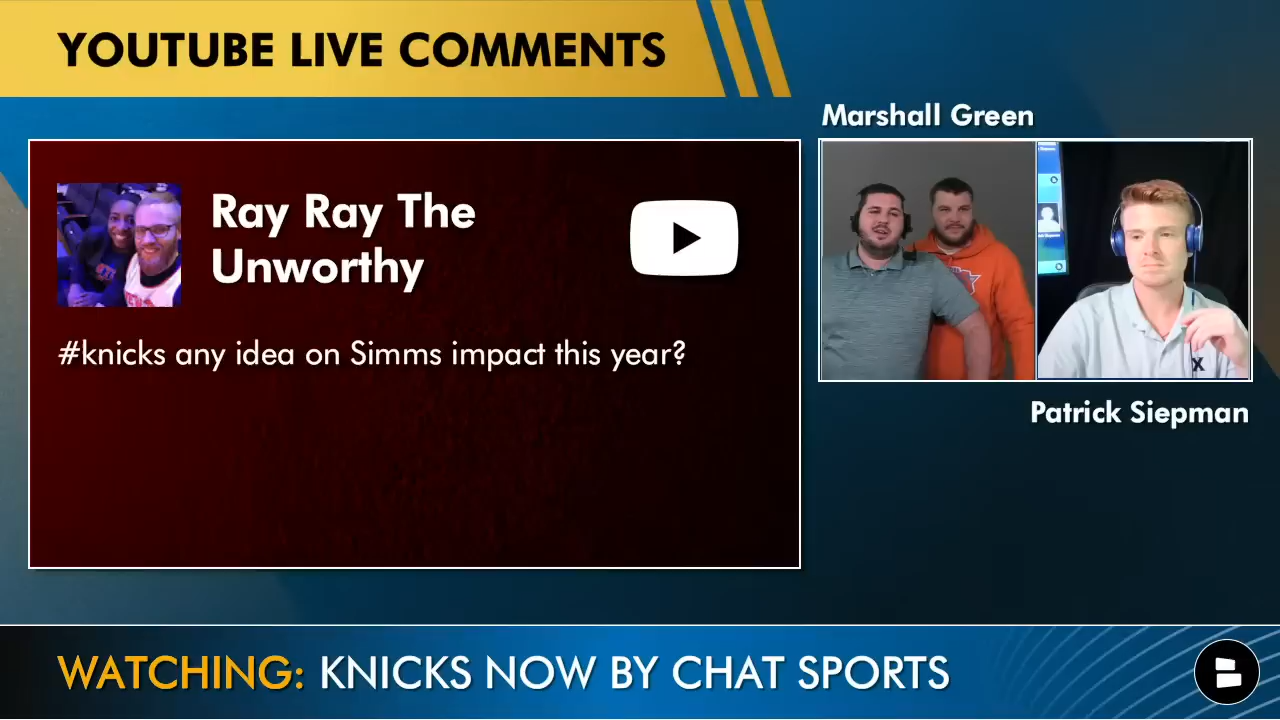 YOUTUBE LIVE COMMENTS
Marshall Green
Ray Ray The
Unworthy
#knicks any idea on Simms impact this year?
X
Patrick Siepman
WATCHING: KNICKS NOW BY CHAT SPORTS